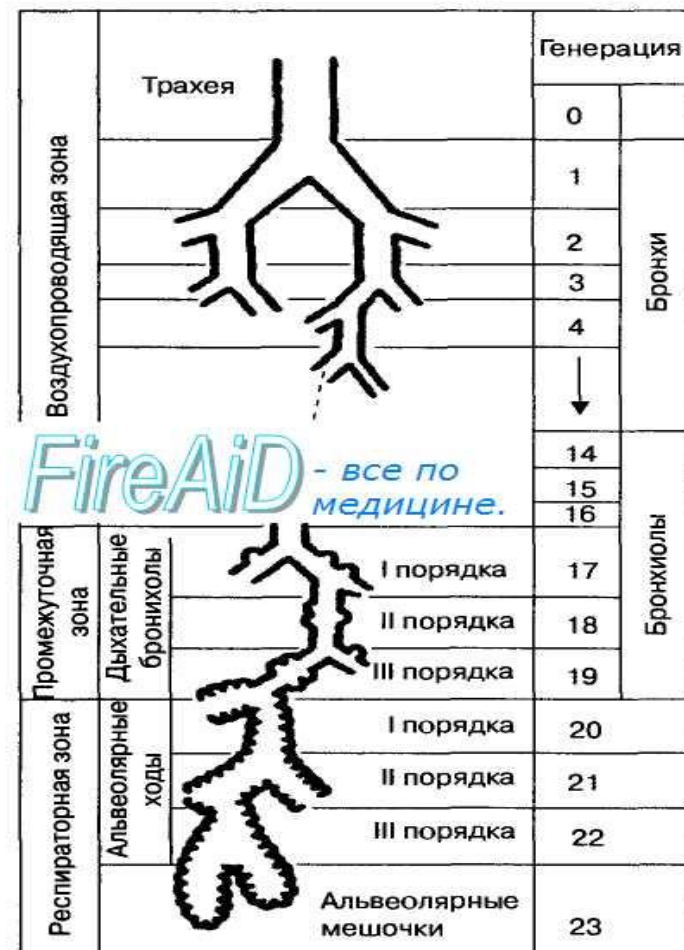 Генерация
Трахея
0
Воздухопроводящая зона
1
2
3
4
Бронхи
FireAiD - все по
медицине.
14
15
16
Промежуточная
зона
Дыхательные
бронихолы
I порядка
17
II порядка
18
III порядка
19
Бронхиолы
Респираторная зона
Альвеолярные
ходы
I порядка
20
II порядка
21
III порядка
22
Альвеолярные
мешочки
23